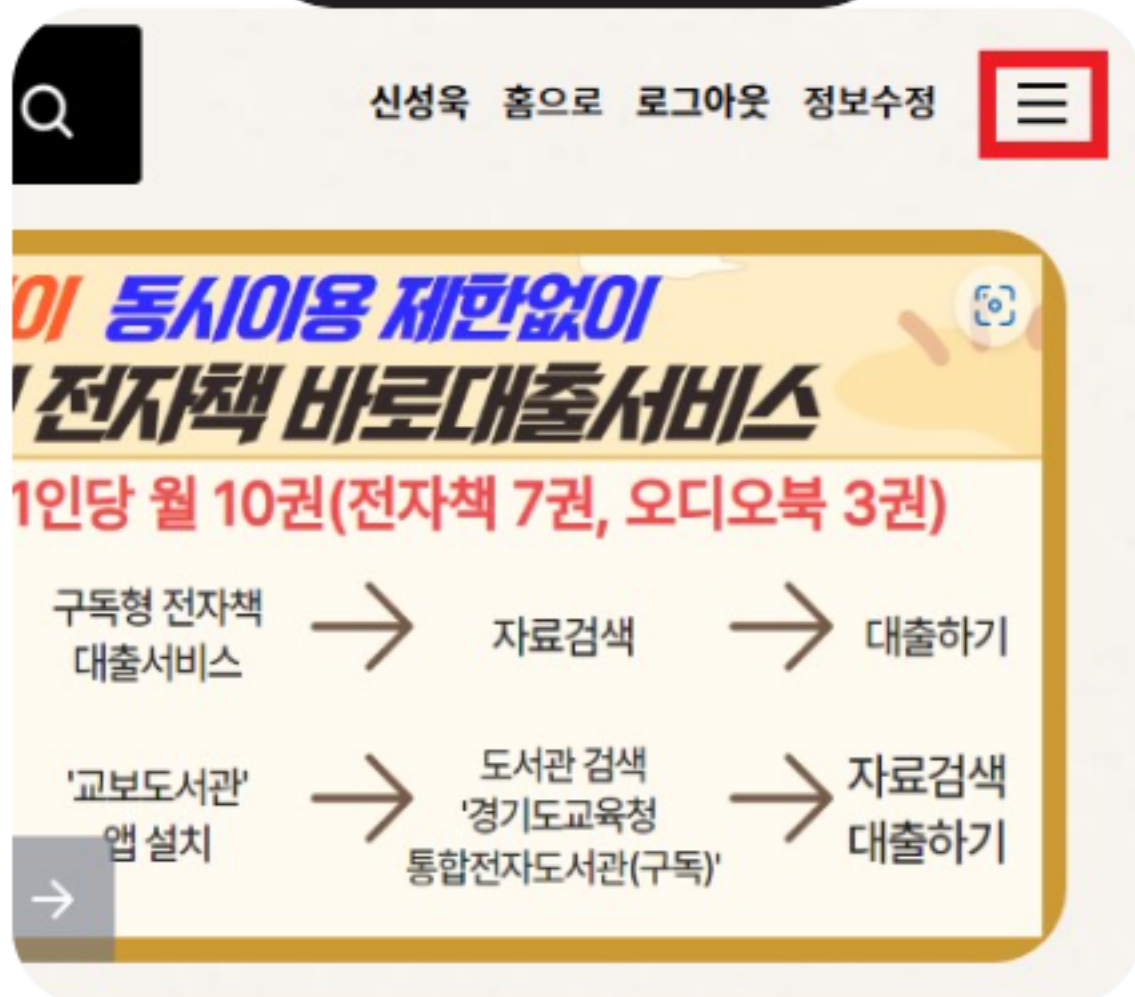 신성욱 홈으로 로그아웃 정보수정
이 동시이용 제한없이
전자책 바로대출서비스
1인당 월 10권(전자책 7권, 오디오북 3권)
구독형 전자책
대출서비스
자료검색
대출하기
'교보도서관'
앱 설치
도서관 검색
'경기도교육청
통합전자도서관(구독)'
자료검색
대출하기